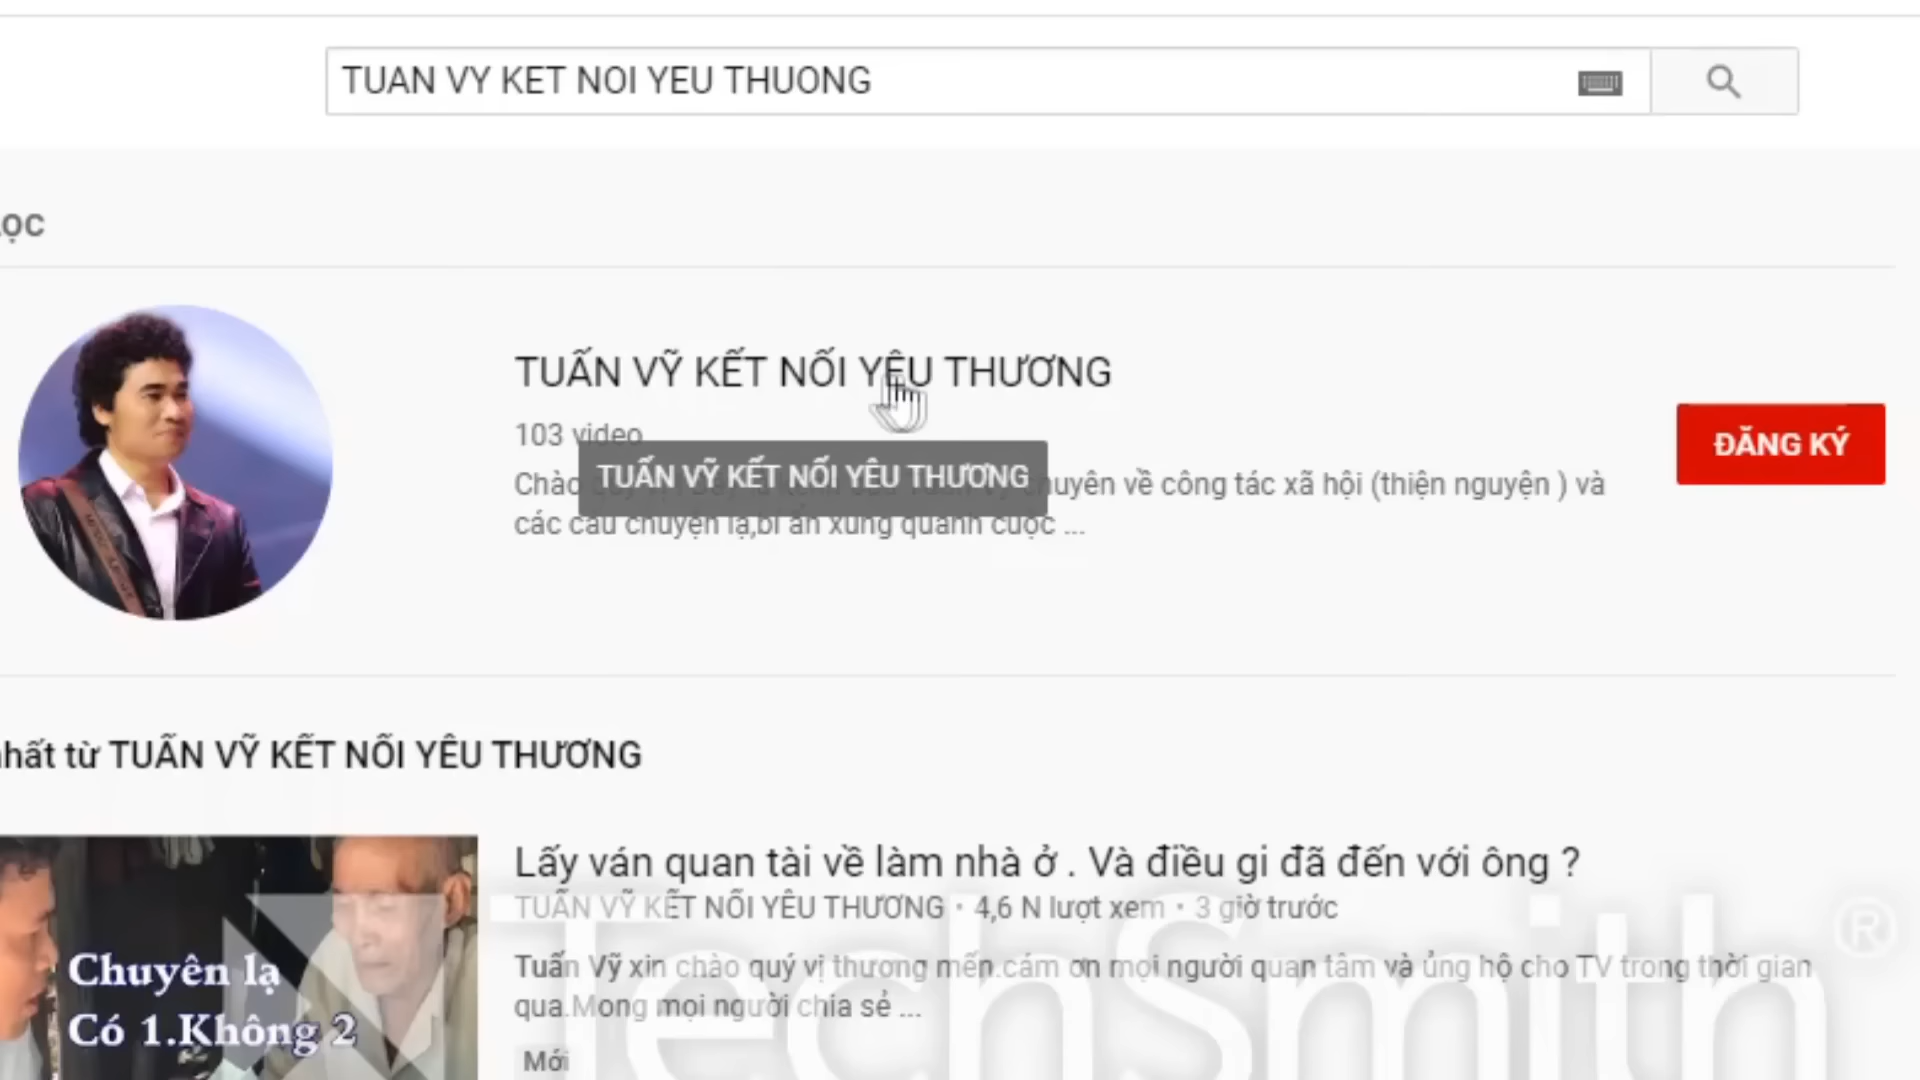 TUAN VY KET NOI YEU THUONG
LỌC
TUẤN VỸ KẾT NỐI YÊU THƯƠNG
103 video
TUẤN VỸ KẾT NỐI YÊU THƯƠNG
ĐĂNG KÝ
Chào chuyên về công tác xã hội (thiện nguyện ) và
các câu chuyện lạ,bí ẩn xung quanh cuộc ...
nhất từ TUẤN VỸ KẾT NỐI YÊU THƯƠNG
Lấy ván quan tài về làm nhà ở . Và điều gi đã đến với ông ?
TUẤN VỸ KẾT NỐI YÊU THƯƠNG • 4,6 N lượt xem • 3 giờ trước
Tuấn Vỹ xin chào quý vị thương mến.cám ơn mọi người quan tâm và ủng hộ cho TV trong thời gian
qua.Mong mọi người chia sẻ ...
Mới
Chuyện lạ
Có 1.Không 2
TechSmith®